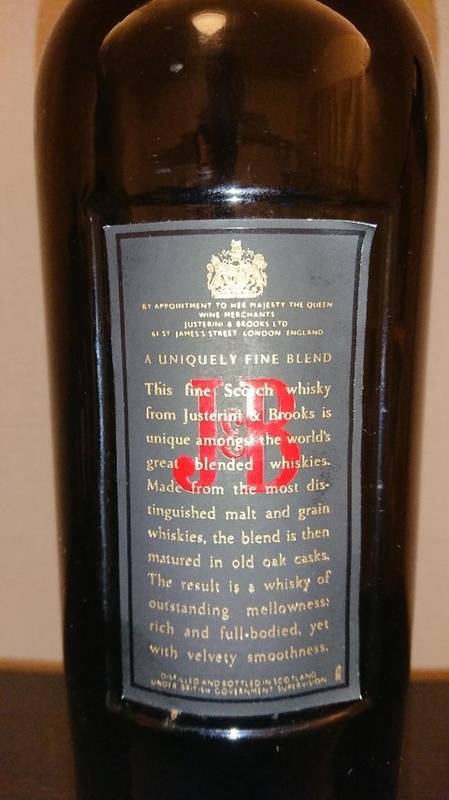 BY APPOINTMENT TO HER MAJESTY THE QUEEN
WINE MERCHANTS
JUSTERINI & BROOKS LTD
61 ST JAMES'S STREET LONDON ENGLAND
A UNIQUELY FINE BLEND
J&B
This fine Scotch whisky
from Justerini & Brooks is
unique amongst the world's
great blended whiskies.
Made from the most dis-
tinguished malt and grain
whiskies, the blend is then
matured in old oak casks.
The result is a whisky of
outstanding mellowness:
rich and full-bodied, yet
with velvety smoothness.
DISTILLED AND BOTTLED IN SCOTLAND
UNDER BRITISH GOVERNMENT SUPERVISION